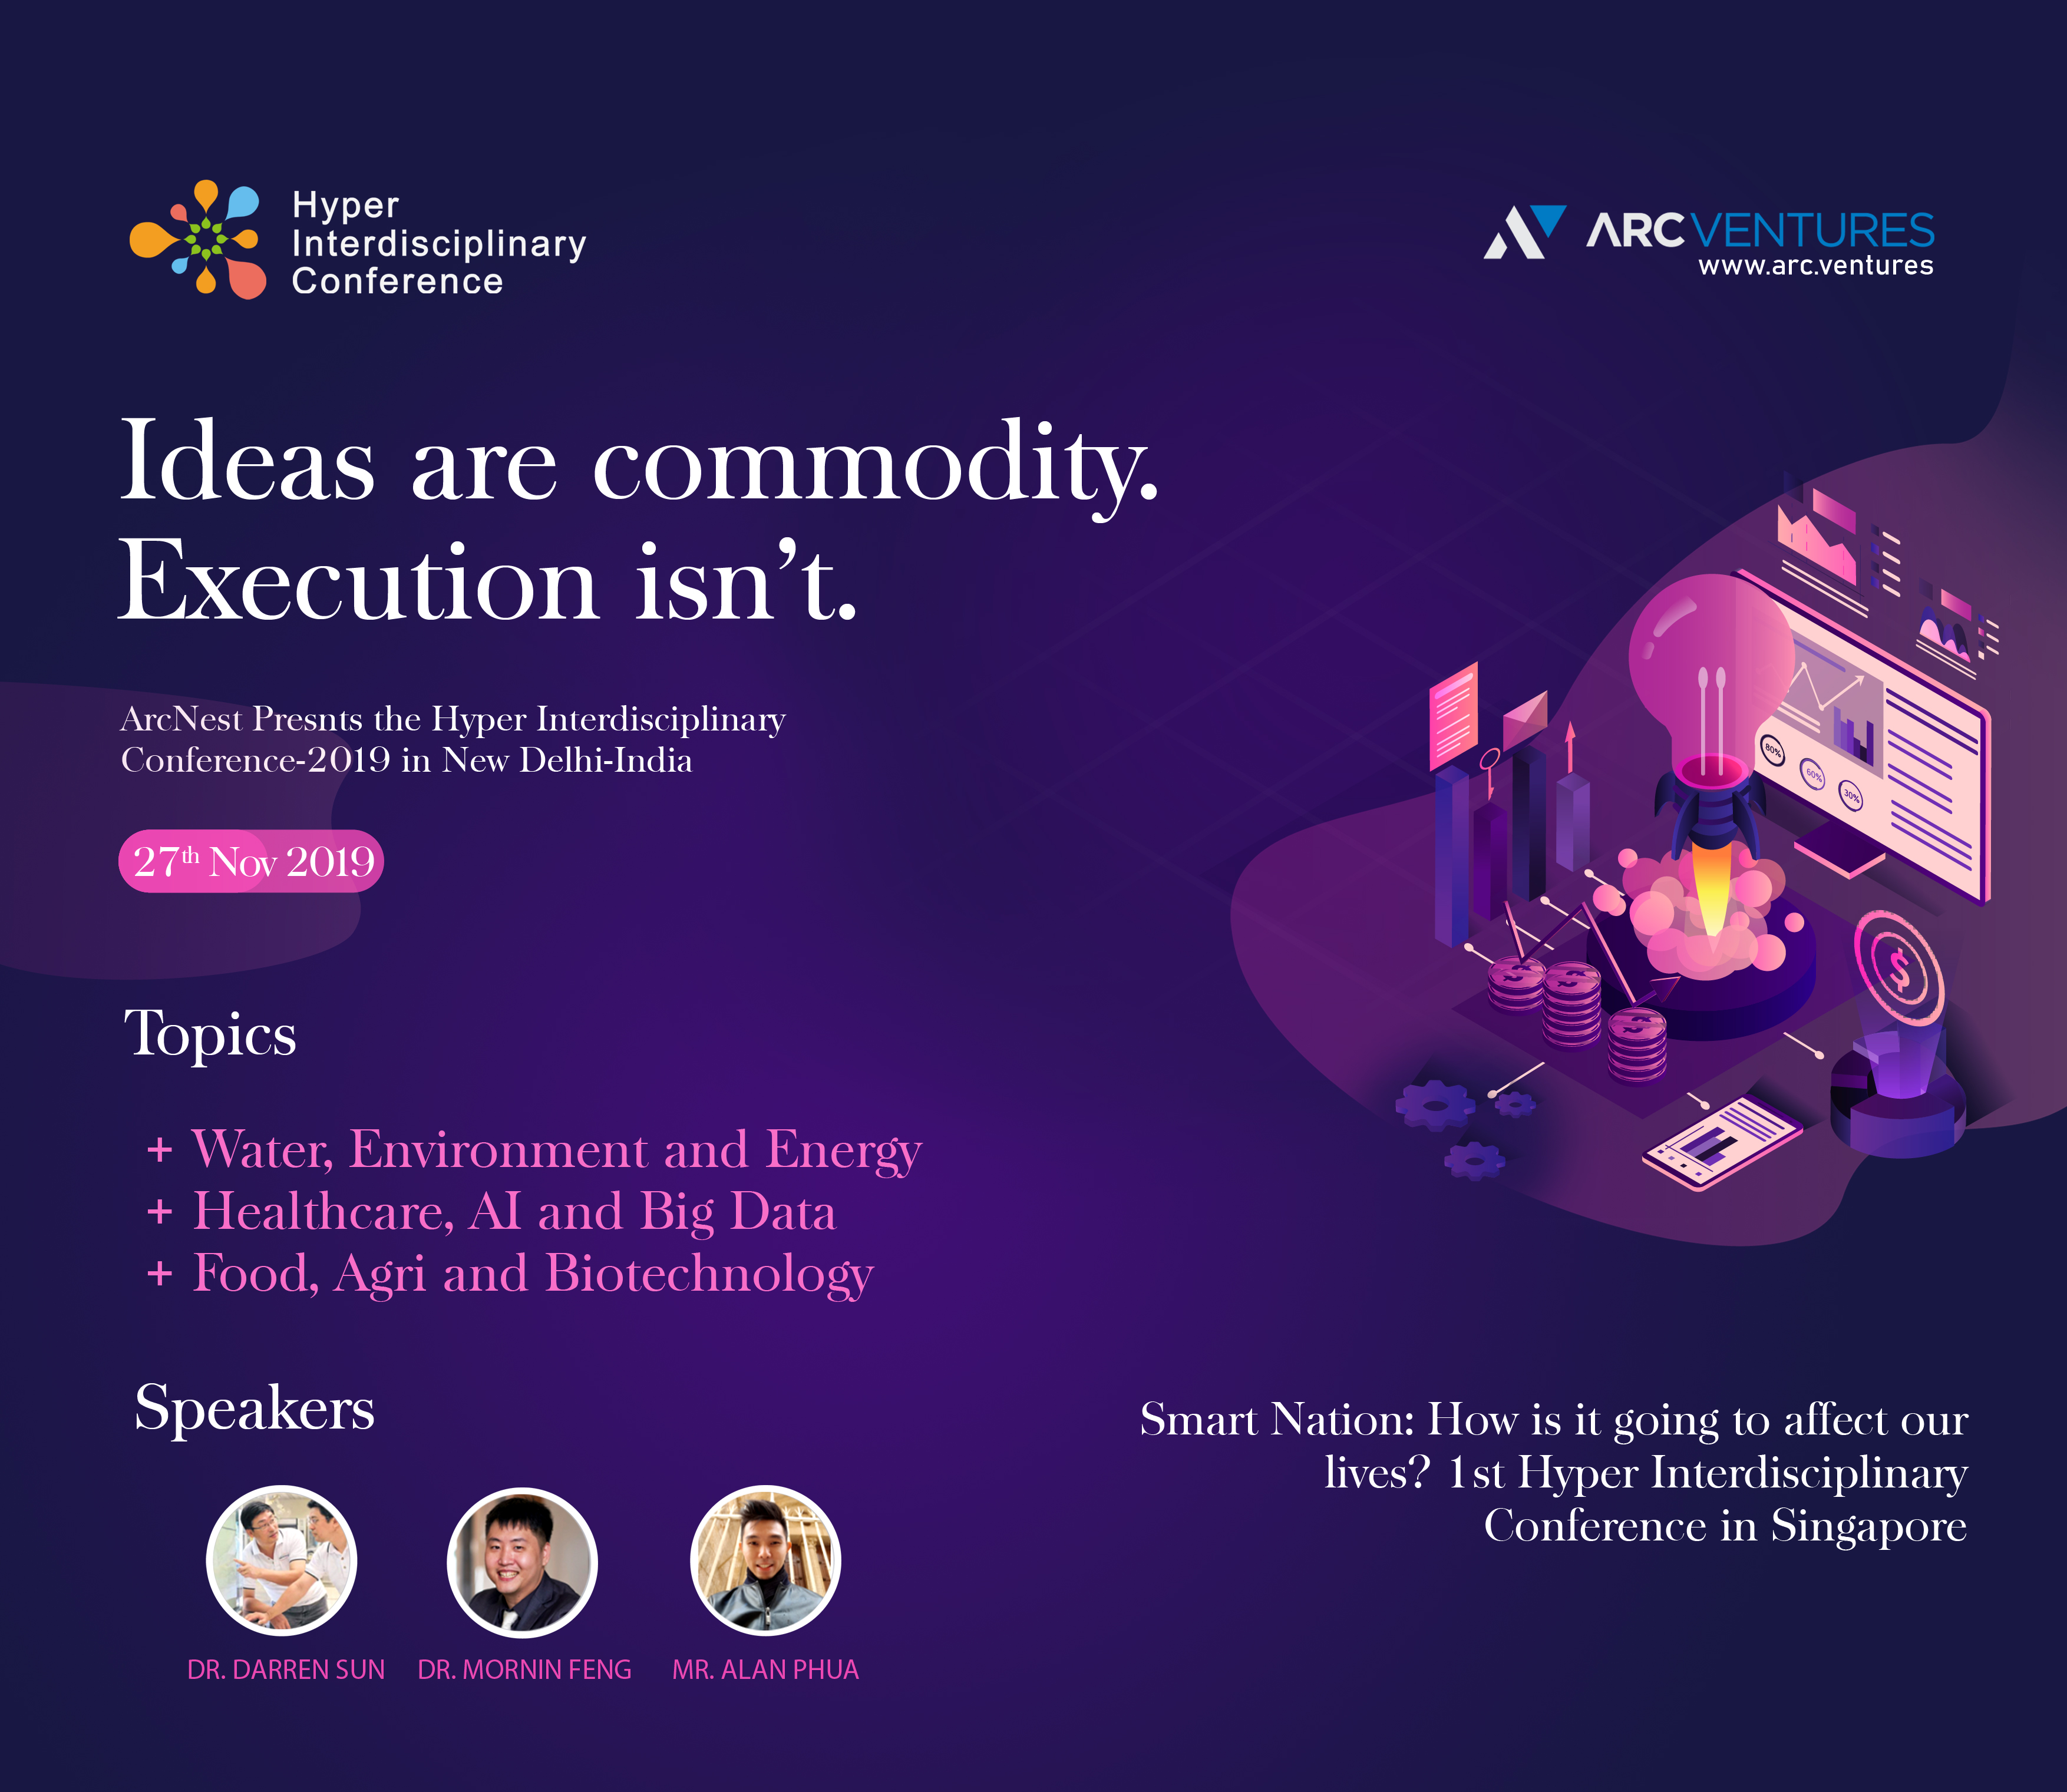 Hyper
Interdisciplinary
Conference
ARC VENTURES
www.arc.ventures
Ideas are commodity.
Execution isn’t.
ArcNest Presnts the Hyper Interdisciplinary
Conference-2019 in New Delhi-India
27th Nov 2019
80%
60%
30%
$
Topics
+ Water, Environment and Energy
+ Healthcare, AI and Big Data
+ Food, Agri and Biotechnology
Speakers
DR. DARREN SUN
DR. MORNIN FENG
MR. ALAN PHUA
Smart Nation: How is it going to affect our
lives? 1st Hyper Interdisciplinary
Conference in Singapore